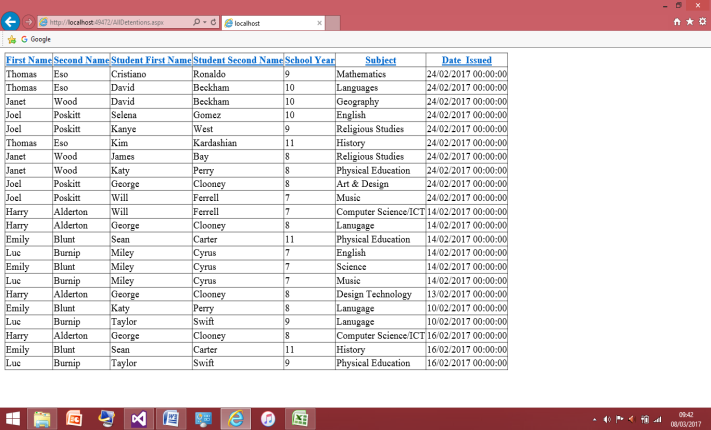 http://localhost:49472/AllDetentions.aspx
localhost
Google
First Name Second Name Student First Name Student Second Name School Year Subject Date_Issued
Thomas Eso Cristiano Ronaldo 9 Mathematics 24/02/2017 00:00:00
Thomas Eso David Beckham 10 Languages 24/02/2017 00:00:00
Janet Wood David Beckham 10 Geography 24/02/2017 00:00:00
Joel Poskitt Selena Gomez 10 English 24/02/2017 00:00:00
Joel Poskitt Kanye West 9 Religious Studies 24/02/2017 00:00:00
Thomas Eso Kim Kardashian 11 History 24/02/2017 00:00:00
Janet Wood James Bay 8 Religious Studies 24/02/2017 00:00:00
Janet Wood Katy Perry 8 Physical Education 24/02/2017 00:00:00
Joel Poskitt George Clooney 8 Art & Design 24/02/2017 00:00:00
Joel Poskitt Will Ferrell 7 Music 24/02/2017 00:00:00
Harry Alderton Will Ferrell 7 Computer Science/ICT 14/02/2017 00:00:00
Harry Alderton George Clooney 8 Lanugage 14/02/2017 00:00:00
Emily Blunt Sean Carter 11 Physical Education 14/02/2017 00:00:00
Luc Burnip Miley Cyrus 7 English 14/02/2017 00:00:00
Emily Blunt Miley Cyrus 7 Science 14/02/2017 00:00:00
Luc Burnip Miley Cyrus 7 Music 14/02/2017 00:00:00
Harry Alderton George Clooney 8 Design Technology 13/02/2017 00:00:00
Emily Blunt Katy Perry 8 Lanugage 10/02/2017 00:00:00
Luc Burnip Taylor Swift 9 Lanugage 10/02/2017 00:00:00
Harry Alderton George Clooney 8 Computer Science/ICT 16/02/2017 00:00:00
Emily Blunt Sean Carter 11 History 16/02/2017 00:00:00
Luc Burnip Taylor Swift 9 Physical Education 16/02/2017 00:00:00
09:42
08/03/2017